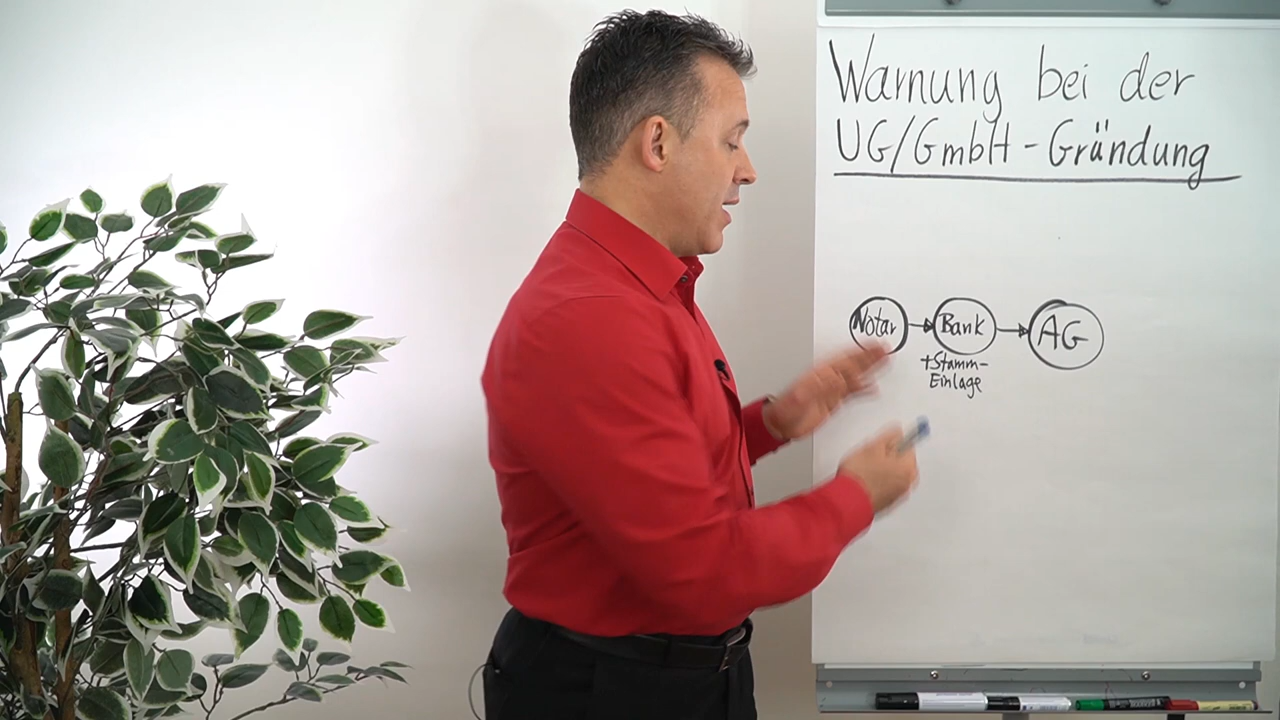 Warnung bei der
UG/GmbH-Gründung
Notar
Bank
AG
+Stamm-
Einlage